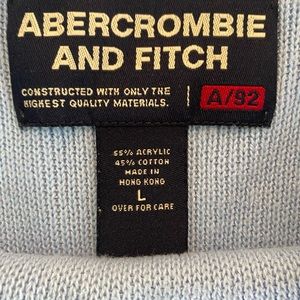 ABERCROMBIE
AND FITCH
CONSTRUCTED WITH ONLY THE
HIGHEST QUALITY MATERIALS.
A/92
55% ACRYLIC
45% COTTON
MADE IN
HONG KONG
L
OVER FOR CARE